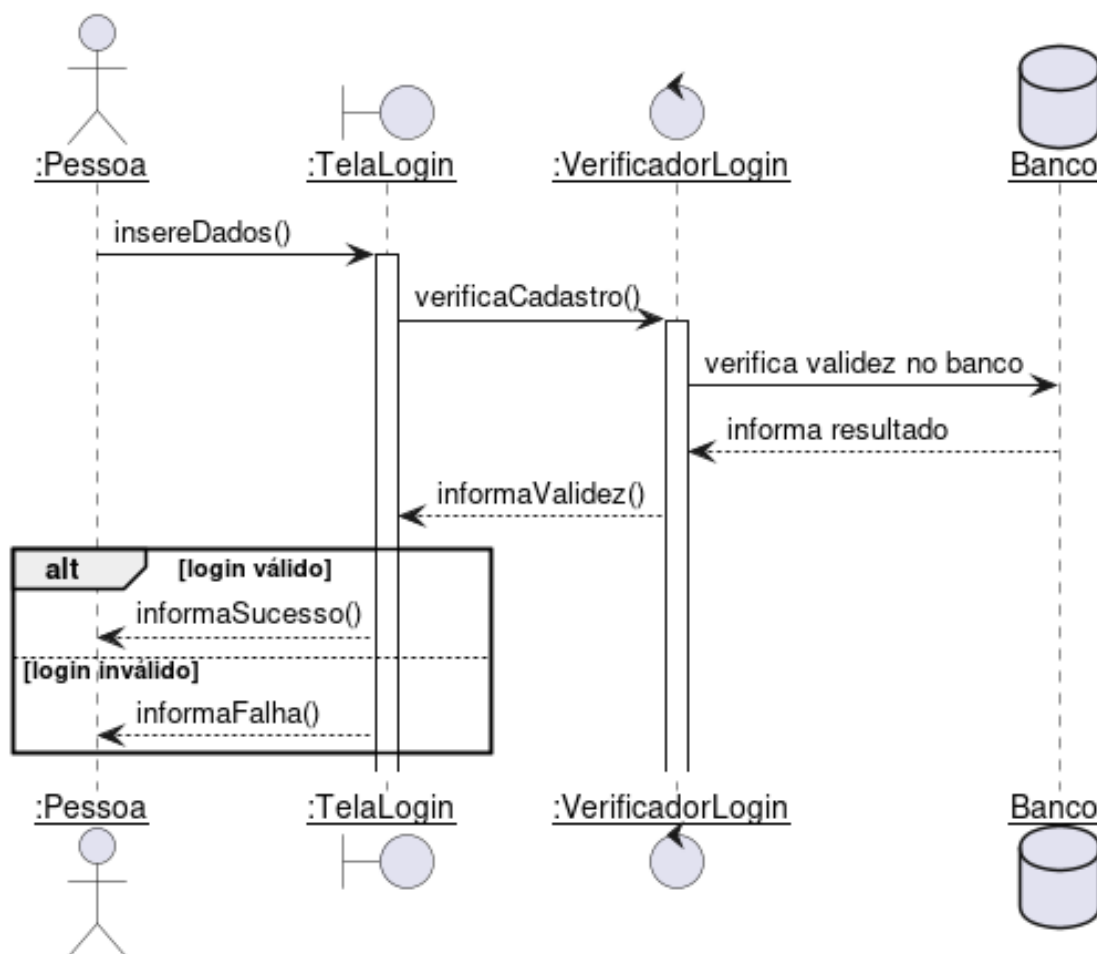 :Pessoa
:TelaLogin
:VerificadorLogin
Banco
insereDados()
verificaCadastro()
verifica validez no banco
informa resultado
informaValidez()
alt [login válido]
informaSucesso()
[login inválido]
informaFalha()
:Pessoa
:TelaLogin
:VerificadorLogin
Banco